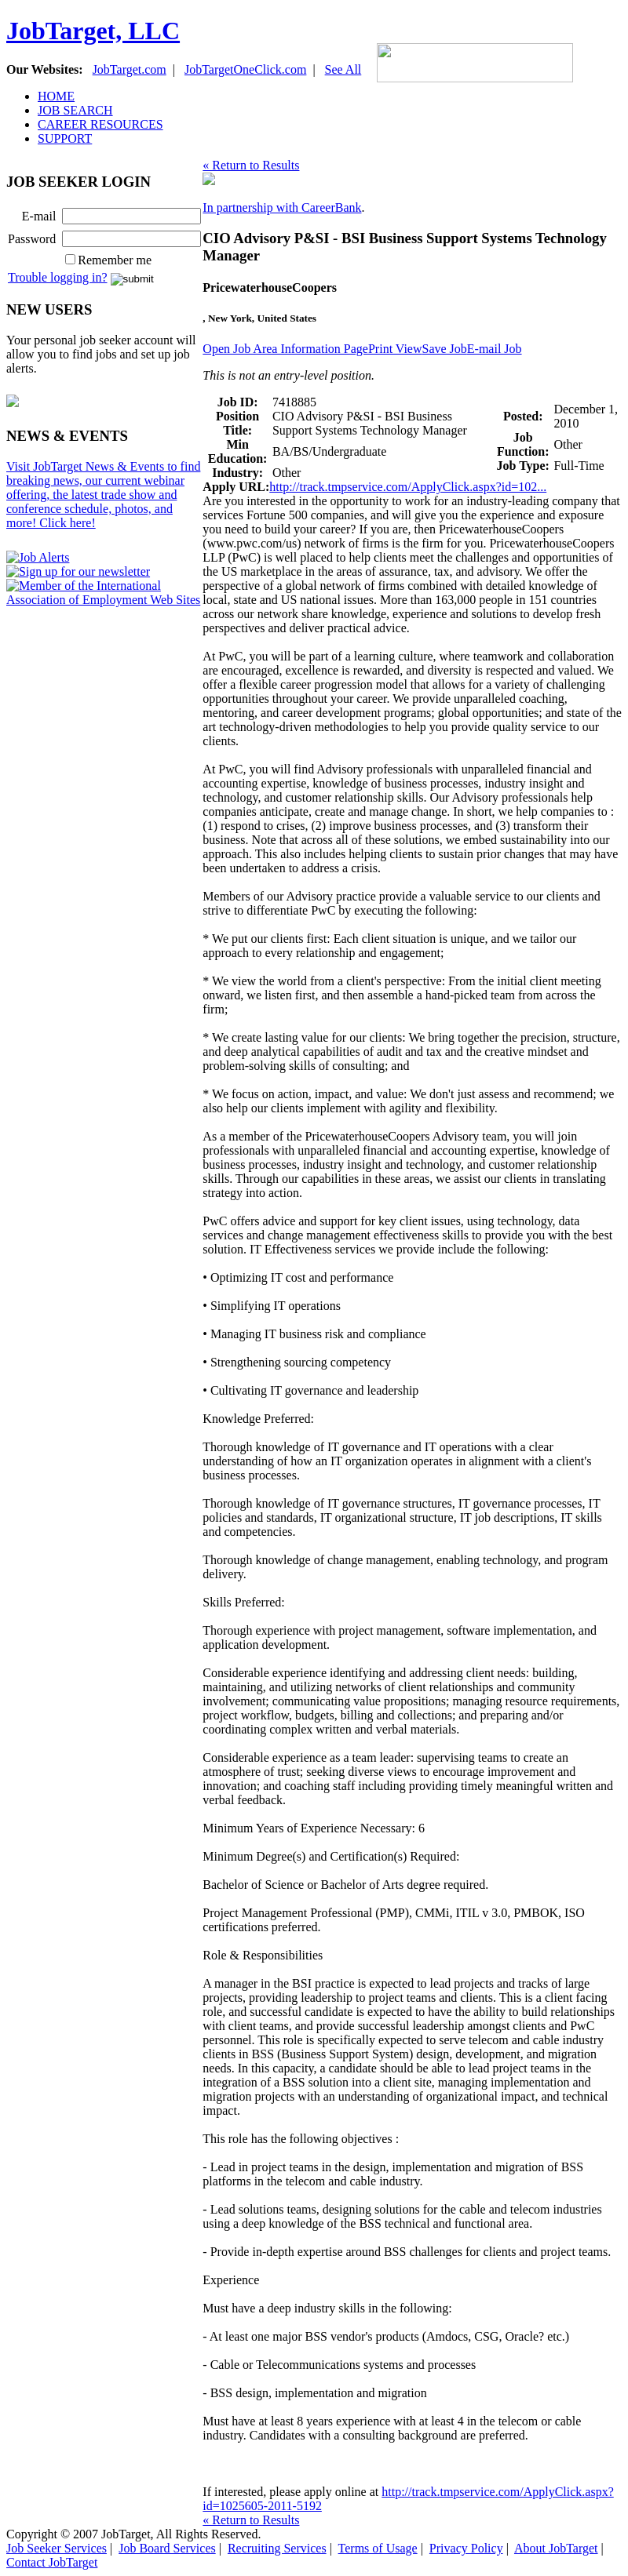 JobTarget, LLC
Our Websites: JobTarget.com | JobTargetOneClick.com | See All
• HOME
• JOB SEARCH
• CAREER RESOURCES
• SUPPORT
JOB SEEKER LOGIN
E-mail
Password
Remember me
Trouble logging in? submit
NEW USERS
Your personal job seeker account will
allow you to find jobs and set up job
alerts.
NEWS & EVENTS
Visit JobTarget News & Events to find
breaking news, our current webinar
offering, the latest trade show and
conference schedule, photos, and
more! Click here!
Job Alerts
Sign up for our newsletter
Member of the International
Association of Employment Web Sites
« Return to Results
In partnership with CareerBank.
CIO Advisory P&SI - BSI Business Support Systems Technology
Manager
PricewaterhouseCoopers
, New York, United States
Open Job Area Information PagePrint ViewSave JobE-mail Job
This is not an entry-level position.
Job ID: 7418885
Position Title: CIO Advisory P&SI - BSI Business Support Systems Technology Manager
Min Education: BA/BS/Undergraduate
Industry: Other
Posted: December 1, 2010
Job Function: Other
Job Type: Full-Time
Apply URL:http://track.tmpservice.com/ApplyClick.aspx?id=102...
Are you interested in the opportunity to work for an industry-leading company that
services Fortune 500 companies, and will give you the experience and exposure
you need to build your career? If you are, then PricewaterhouseCoopers
(www.pwc.com/us) network of firms is the firm for you. PricewaterhouseCoopers
LLP (PwC) is well placed to help clients meet the challenges and opportunities of
the US marketplace in the areas of assurance, tax, and advisory. We offer the
perspective of a global network of firms combined with detailed knowledge of
local, state and US national issues. More than 163,000 people in 151 countries
across our network share knowledge, experience and solutions to develop fresh
perspectives and deliver practical advice.
At PwC, you will be part of a learning culture, where teamwork and collaboration
are encouraged, excellence is rewarded, and diversity is respected and valued. We
offer a flexible career progression model that allows for a variety of challenging
opportunities throughout your career. We provide unparalleled coaching,
mentoring, and career development programs; global opportunities; and state of the
art technology-driven methodologies to help you provide quality service to our
clients.
At PwC, you will find Advisory professionals with unparalleled financial and
accounting expertise, knowledge of business processes, industry insight and
technology, and customer relationship skills. Our Advisory professionals help
companies anticipate, create and manage change. In short, we help companies to :
(1) respond to crises, (2) improve business processes, and (3) transform their
business. Note that across all of these solutions, we embed sustainability into our
approach. This also includes helping clients to sustain prior changes that may have
been undertaken to address a crisis.
Members of our Advisory practice provide a valuable service to our clients and
strive to differentiate PwC by executing the following:
* We put our clients first: Each client situation is unique, and we tailor our
approach to every relationship and engagement;
* We view the world from a client's perspective: From the initial client meeting
onward, we listen first, and then assemble a hand-picked team from across the
firm;
* We create lasting value for our clients: We bring together the precision, structure,
and deep analytical capabilities of audit and tax and the creative mindset and
problem-solving skills of consulting; and
* We focus on action, impact, and value: We don't just assess and recommend; we
also help our clients implement with agility and flexibility.
As a member of the PricewaterhouseCoopers Advisory team, you will join
professionals with unparalleled financial and accounting expertise, knowledge of
business processes, industry insight and technology, and customer relationship
skills. Through our capabilities in these areas, we assist our clients in translating
strategy into action.
PwC offers advice and support for key client issues, using technology, data
services and change management effectiveness skills to provide you with the best
solution. IT Effectiveness services we provide include the following:
• Optimizing IT cost and performance
• Simplifying IT operations
• Managing IT business risk and compliance
• Strengthening sourcing competency
• Cultivating IT governance and leadership
Knowledge Preferred:
Thorough knowledge of IT governance and IT operations with a clear
understanding of how an IT organization operates in alignment with a client's
business processes.
Thorough knowledge of IT governance structures, IT governance processes, IT
policies and standards, IT organizational structure, IT job descriptions, IT skills
and competencies.
Thorough knowledge of change management, enabling technology, and program
delivery.
Skills Preferred:
Thorough experience with project management, software implementation, and
application development.
Considerable experience identifying and addressing client needs: building,
maintaining, and utilizing networks of client relationships and community
involvement; communicating value propositions; managing resource requirements,
project workflow, budgets, billing and collections; and preparing and/or
coordinating complex written and verbal materials.
Considerable experience as a team leader: supervising teams to create an
atmosphere of trust; seeking diverse views to encourage improvement and
innovation; and coaching staff including providing timely meaningful written and
verbal feedback.
Minimum Years of Experience Necessary: 6
Minimum Degree(s) and Certification(s) Required:
Bachelor of Science or Bachelor of Arts degree required.
Project Management Professional (PMP), CMMi, ITIL v 3.0, PMBOK, ISO
certifications preferred.
Role & Responsibilities
A manager in the BSI practice is expected to lead projects and tracks of large
projects, providing leadership to project teams and clients. This is a client facing
role, and successful candidate is expected to have the ability to build relationships
with client teams, and provide successful leadership amongst clients and PwC
personnel. This role is specifically expected to serve telecom and cable industry
clients in BSS (Business Support System) design, development, and migration
needs. In this capacity, a candidate should be able to lead project teams in the
integration of a BSS solution into a client site, managing implementation and
migration projects with an understanding of organizational impact, and technical
impact.
This role has the following objectives :
- Lead in project teams in the design, implementation and migration of BSS
platforms in the telecom and cable industry.
- Lead solutions teams, designing solutions for the cable and telecom industries
using a deep knowledge of the BSS technical and functional area.
- Provide in-depth expertise around BSS challenges for clients and project teams.
Experience
Must have a deep industry skills in the following:
- At least one major BSS vendor's products (Amdocs, CSG, Oracle? etc.)
- Cable or Telecommunications systems and processes
- BSS design, implementation and migration
Must have at least 8 years experience with at least 4 in the telecom or cable
industry. Candidates with a consulting background are preferred.
If interested, please apply online at http://track.tmpservice.com/ApplyClick.aspx?
id=1025605-2011-5192
« Return to Results
Copyright © 2007 JobTarget, All Rights Reserved.
Job Seeker Services | Job Board Services | Recruiting Services | Terms of Usage | Privacy Policy | About JobTarget |
Contact JobTarget